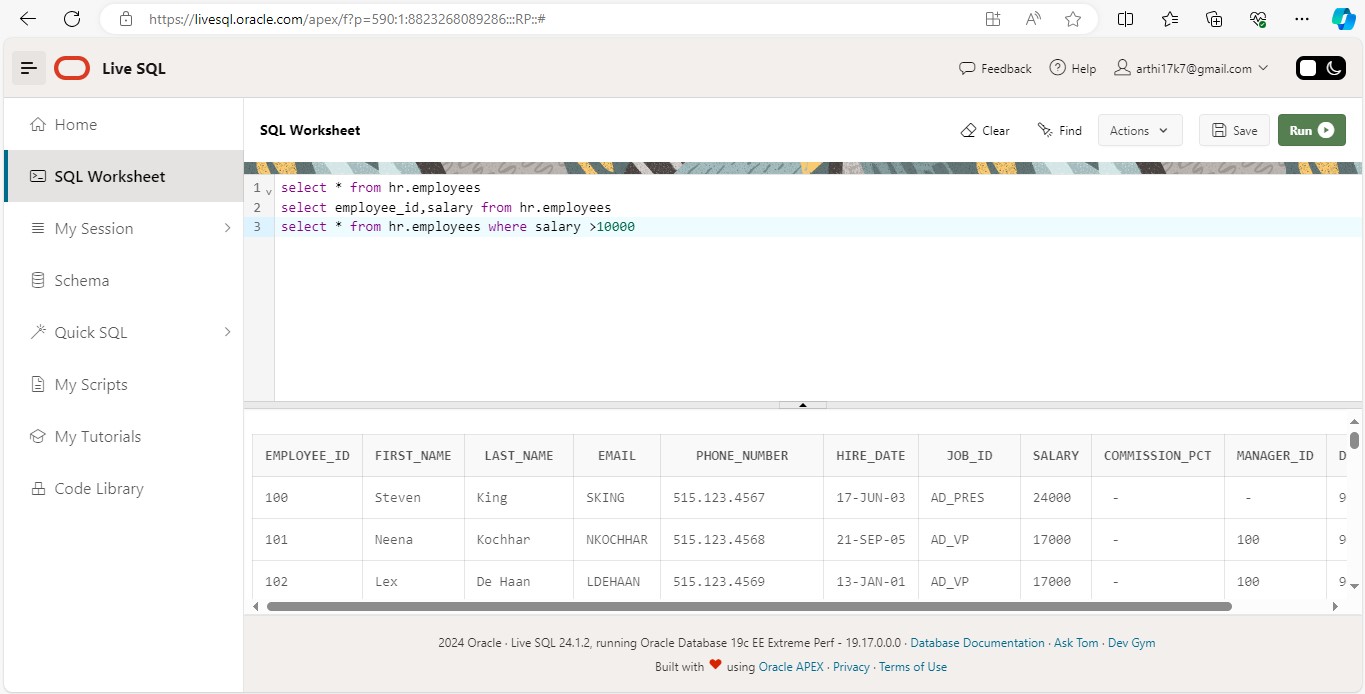 https://livesql.oracle.com/apex/f?p=590:1:8823268089286:::RP::#
Live SQL
Feedback Help arthi17k7@gmail.com
Home
SQL Worksheet
My Session
Schema
Quick SQL
My Scripts
My Tutorials
Code Library
SQL Worksheet Clear Find Actions Save Run
1 select * from hr.employees
2 select employee_id,salary from hr.employees
3 select * from hr.employees where salary >10000
EMPLOYEE_ID FIRST_NAME LAST_NAME EMAIL PHONE_NUMBER HIRE_DATE JOB_ID SALARY COMMISSION_PCT MANAGER_ID D
100 Steven King SKING 515.123.4567 17-JUN-03 AD_PRES 24000 - - 9
101 Neena Kochhar NKOCHHAR 515.123.4568 21-SEP-05 AD_VP 17000 - 100 9
102 Lex De Haan LDEHAAN 515.123.4569 13-JAN-01 AD_VP 17000 - 100 9
2024 Oracle · Live SQL 24.1.2, running Oracle Database 19c EE Extreme Perf - 19.17.0.0.0 · Database Documentation · Ask Tom · Dev Gym
Built with ❤ using Oracle APEX · Privacy · Terms of Use